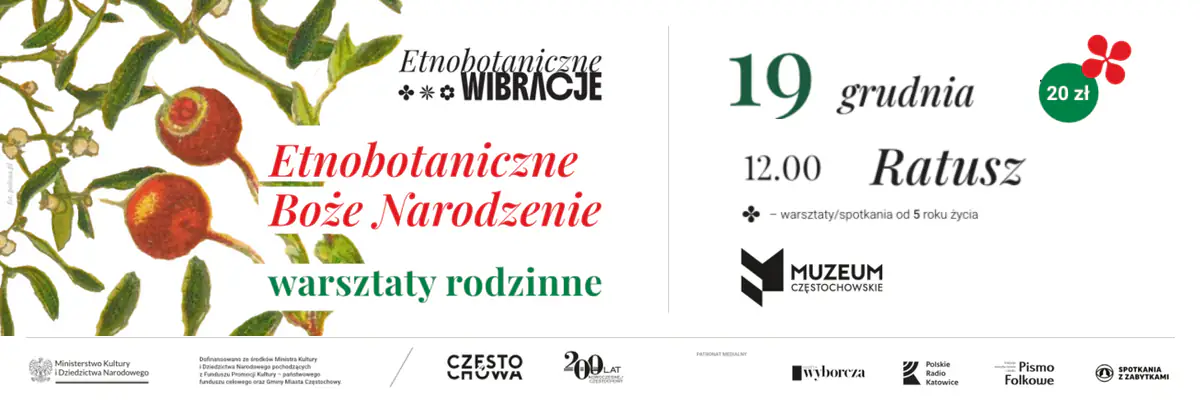 Etnobotaniczne
WIBRACJE
Etnobotaniczne
Boże Narodzenie
warsztaty rodzinne
19 grudnia
20 zł
12.00 Ratusz
– warsztaty/spotkania od 5 roku życia
MUZEUM
CZĘSTOCHOWSKIE
Ministerstwo Kultury
i Dziedzictwa Narodowego
Dofinansowano ze środków Ministra Kultury
i Dziedzictwa Narodowego pochodzących
z Funduszu Promocji Kultury – państwowego
funduszu celowego oraz Gminy Miasta Częstochowy.
CZĘSTO
CHOWA
200 LAT
PATRONAT MEDIALNY
wyborcza
Polskie
Radio
Katowice
Pismo
Folkowe
SPOTKANIA
Z ZABYTKAMI